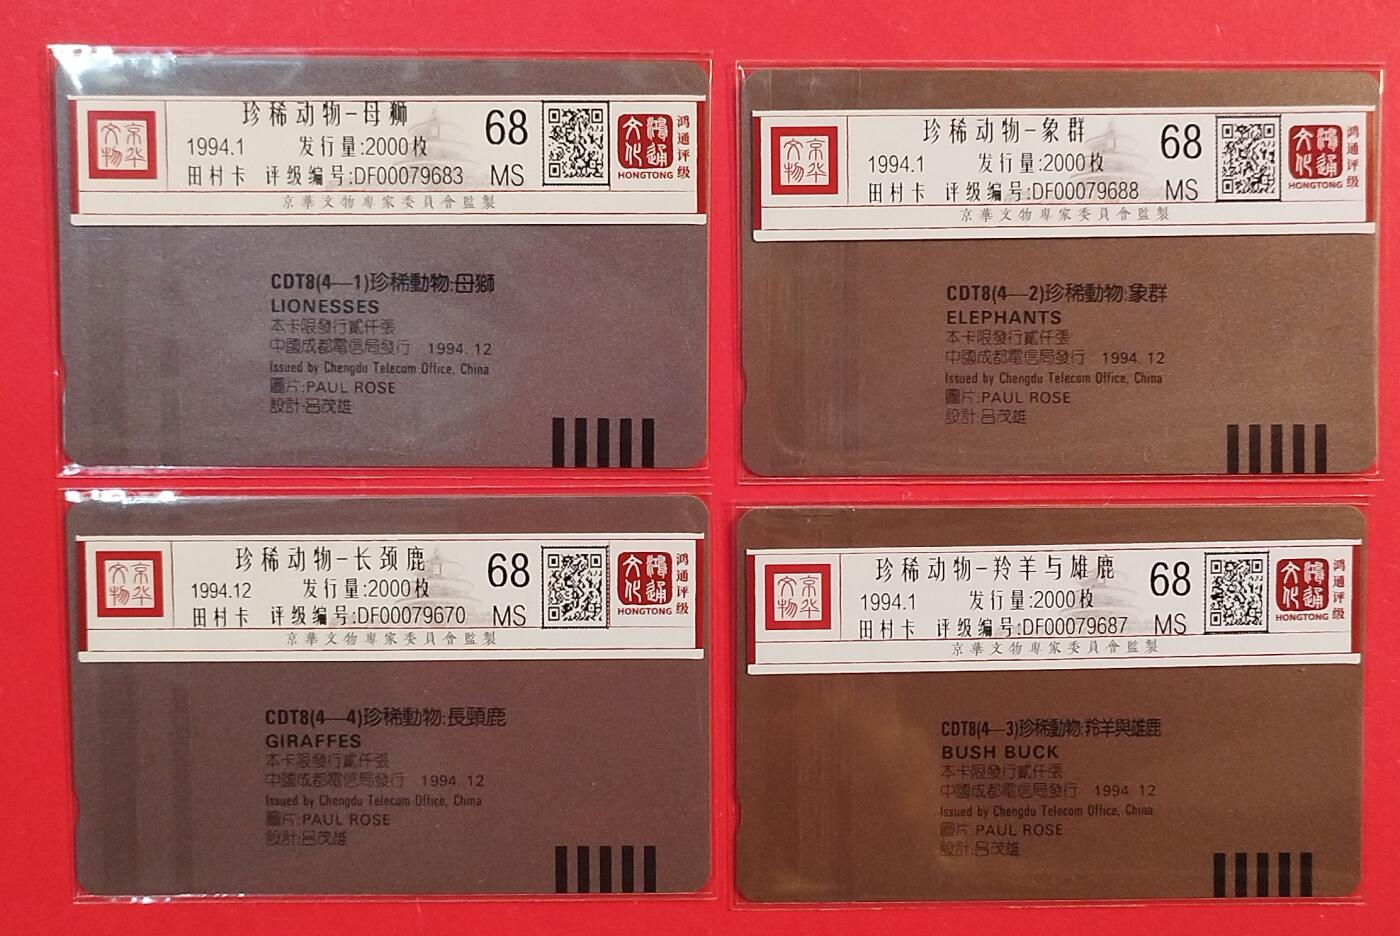 京华文物
珍稀动物-母狮
1994.1 发行量:2000枚
田村卡 评级编号:DF00079683
68
MS
鸿通文化
HONGTONG
鸿通评级
京華文物專家委員會監製
CDT8(4—1)珍稀動物:母獅
LIONESSES
本卡限發行貳仟張
中國成都電信局發行 1994.12
Issued by Chengdu Telecom Office, China
圖片:PAUL ROSE
設計:呂茂雄
京华文物
珍稀动物-象群
1994.1 发行量:2000枚
田村卡 评级编号:DF00079688
68
MS
鸿通文化
HONGTONG
鸿通评级
京華文物專家委員會監製
CDT8(4—2)珍稀動物:象群
ELEPHANTS
本卡限發行貳仟張
中國成都電信局發行 1994.12
Issued by Chengdu Telecom Office, China
圖片:PAUL ROSE
設計:呂茂雄
京华文物
珍稀动物-长颈鹿
1994.12 发行量:2000枚
田村卡 评级编号:DF00079670
68
MS
鸿通文化
HONGTONG
鸿通评级
京華文物專家委員會監製
CDT8(4—4)珍稀動物:長頸鹿
GIRAFFES
本卡限發行貳仟張
中國成都電信局發行 1994.12
Issued by Chengdu Telecom Office, China
圖片:PAUL ROSE
設計:呂茂雄
京华文物
珍稀动物-羚羊与雄鹿
1994.1 发行量:2000枚
田村卡 评级编号:DF00079687
68
MS
鸿通文化
HONGTONG
鸿通评级
京華文物專家委員會監製
CDT8(4—3)珍稀動物:羚羊與雄鹿
BUSH BUCK
本卡限發行貳仟張
中國成都電信局發行 1994.12
Issued by Chengdu Telecom Office, China
圖片:PAUL ROSE
設計:呂茂雄